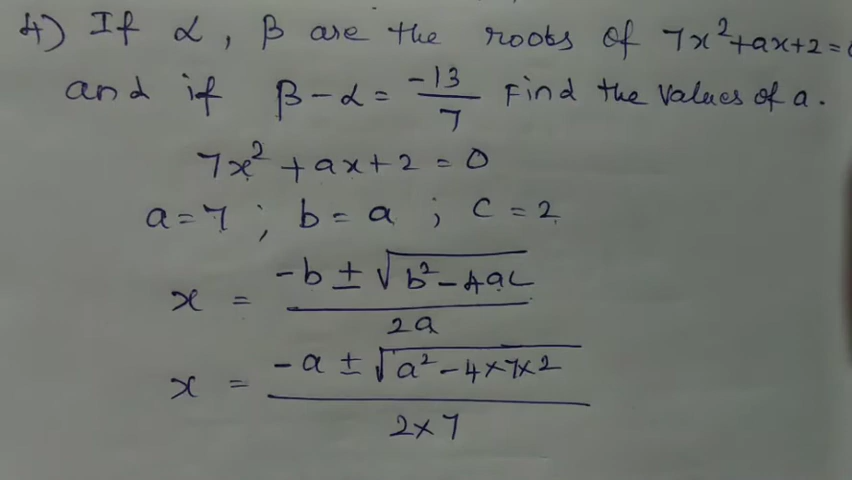 4) If α, β are the roots of 7x²+ax+2=
and if β-α = -13/7 Find the values of a.
7x² + ax + 2 = 0
a=7 ; b = a ; c = 2
x = -b ± √b²-4ac / 2a
x = -a ± √a²-4×7×2 / 2×7